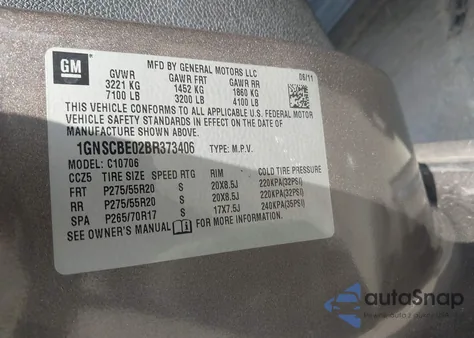 GM
MFD BY GENERAL MOTORS LLC
06/11
GVWR GAWR FRT GAWR RR
3221 KG 1452 KG 1860 KG
7100 LB 3200 LB 4100 LB
THIS VEHICLE CONFORMS TO ALL APPLICABLE U.S. FEDERAL MOTOR
VEHICLE SAFETY STANDARDS IN EFFECT ON THE DATE OF
MANUFACTURE SHOWN ABOVE.
1GNSCBE02BR373406 TYPE: M.P.V.
MODEL: C10706
CCZ5 TIRE SIZE SPEED RTG RIM COLD TIRE PRESSURE
FRT P275/55R20 S 20X8.5J 220KPA(32PSI)
RR P275/55R20 S 20X8.5J 220KPA(32PSI)
SPA P265/70R17 S 17X7.5J 240KPA(35PSI)
SEE OWNER'S MANUAL FOR MORE INFORMATION.
autoSnap